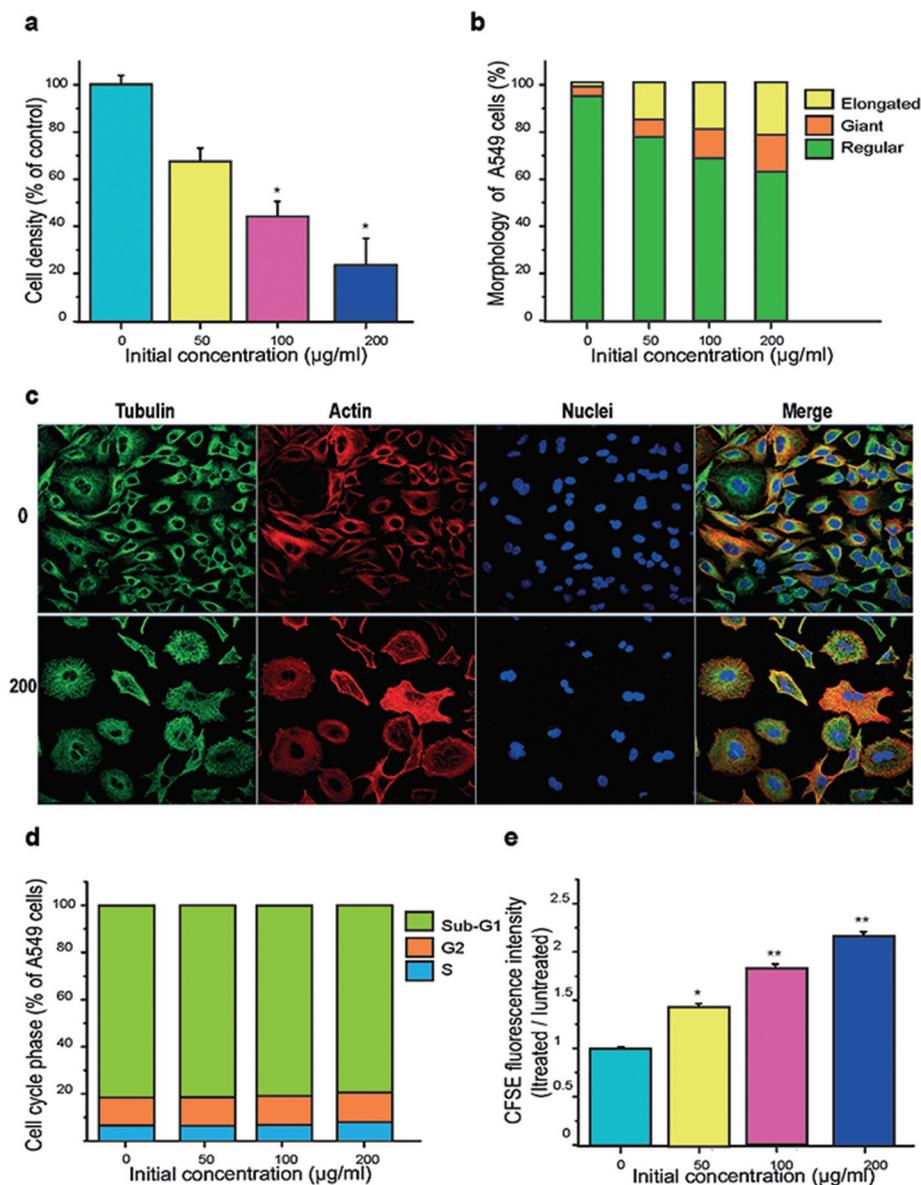 a
Cell density (% of control)
100
80
60
40
20
0
*
*
0 50 100 200
Initial concentration (µg/ml)
b
Morphology of A549 cells (%)
100
80
60
40
20
0
0 50 100 200
Initial concentration (µg/ml)
Elongated
Giant
Regular
c
Tubulin Actin Nuclei Merge
0
200
d
Cell cycle phase (% of A549 cells)
100
80
60
40
20
0 50 100 200
Initial concentration (µg/ml)
Sub-G1
G2
S
e
CFSE fluorescence intensity
(Itreated / Iuntreated)
2.5
2
1.5
1
0.5
0
*
**
**
0 50 100 200
Initial concentration (µg/ml)